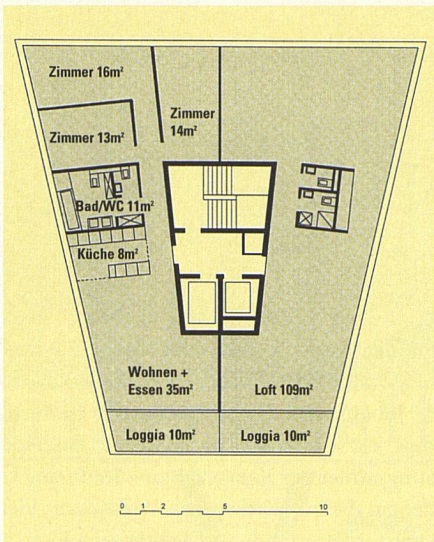 Zimmer 16m²
Zimmer
14m²
Zimmer 13m²
Bad/WC 11m²
Küche 8m²
Wohnen +
Essen 35m²
Loft 109m²
Loggia 10m²
Loggia 10m²
0 1 2 5 10